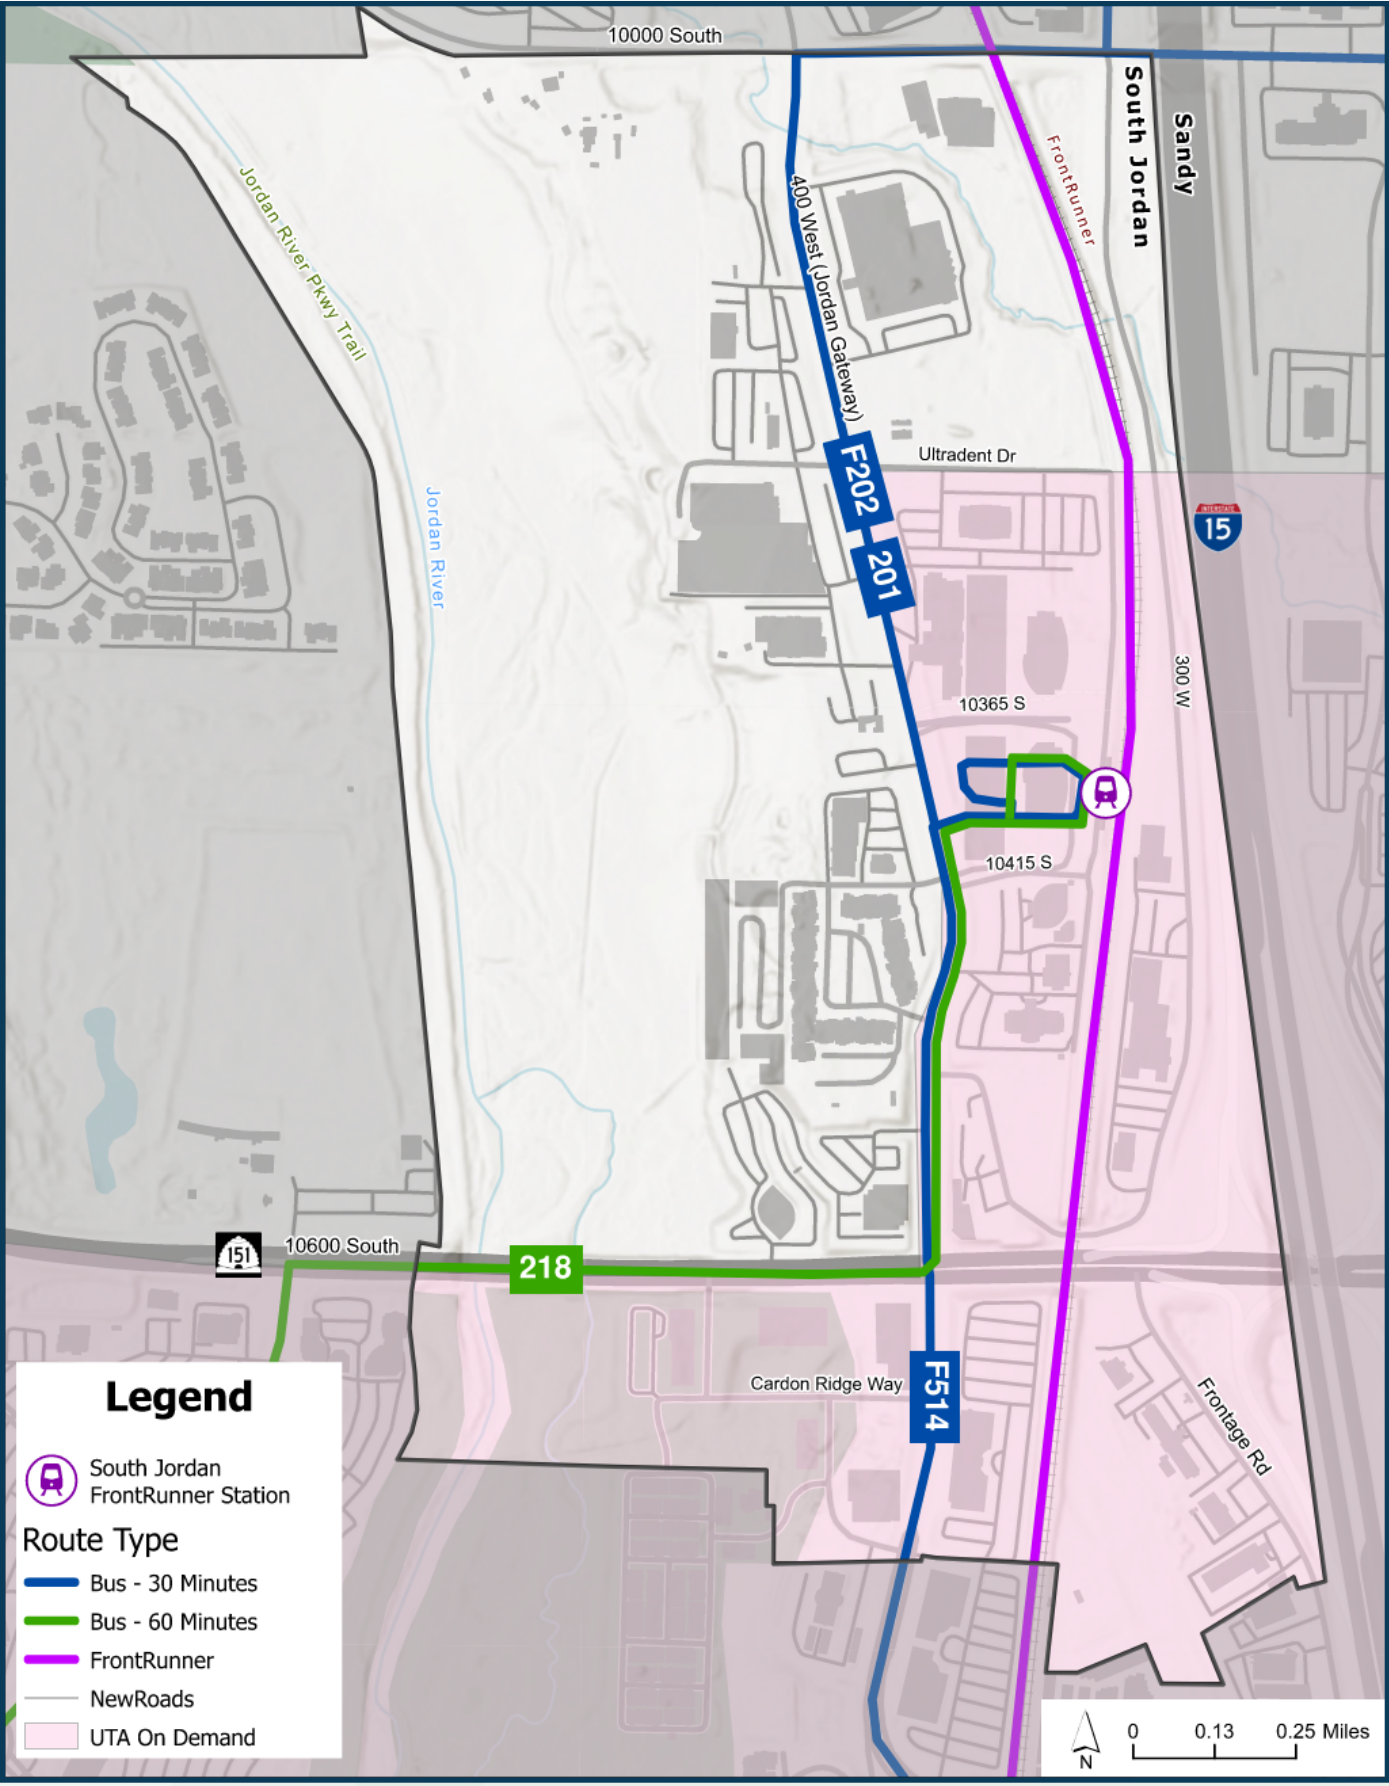 10000 South
South Jordan
Sandy
FrontRunner
Jordan River Pkwy Trail
400 West (Jordan Gateway)
Ultradent Dr
F202
Jordan River
INTERSTATE
15
201
300 W
10365 S
10415 S
151
10600 South
218
Cardon Ridge Way
F514
Frontage Rd
Legend
South Jordan
FrontRunner Station
Route Type
Bus - 30 Minutes
Bus - 60 Minutes
FrontRunner
NewRoads
UTA On Demand
N
0 0.13 0.25 Miles